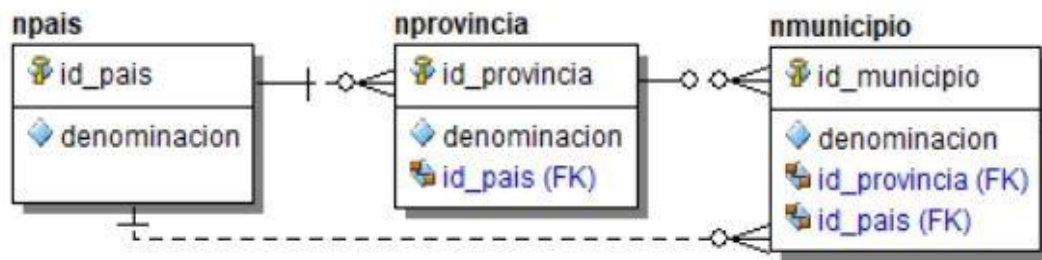 npais
id_pais
denominacion
nprovincia
id_provincia
denominacion
id_pais (FK)
nmunicipio
id_municipio
denominacion
id_provincia (FK)
id_pais (FK)